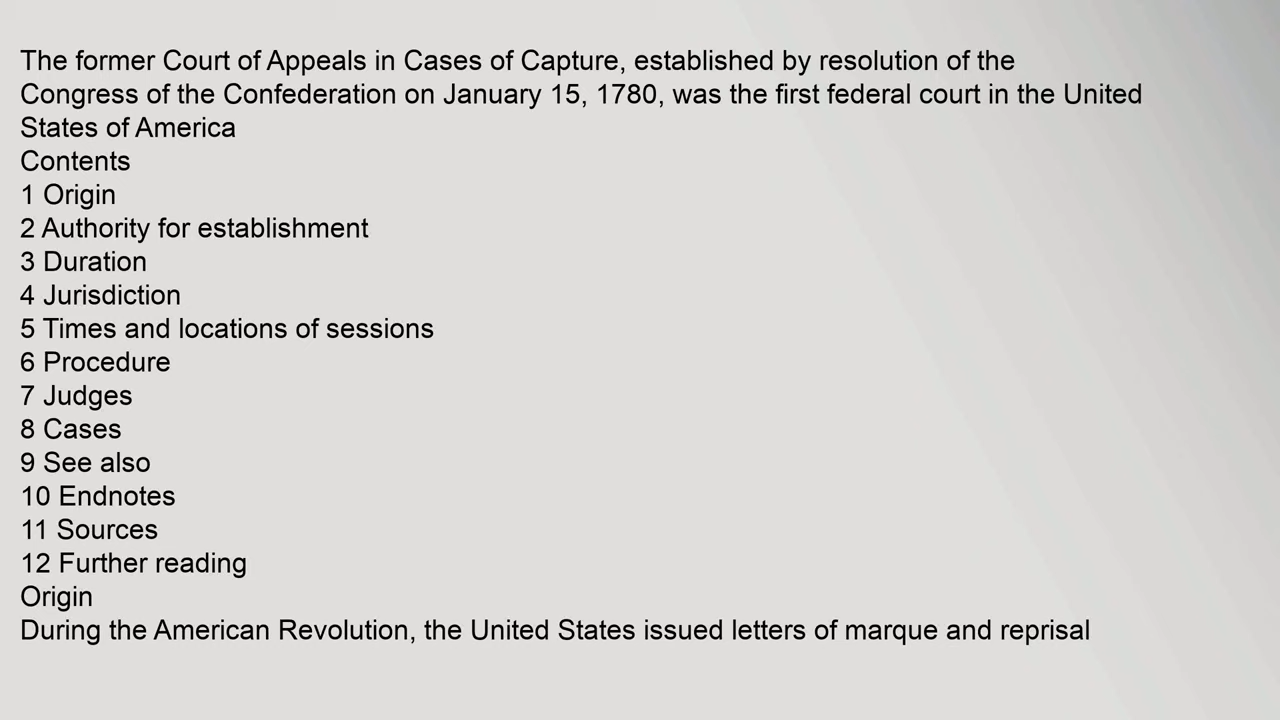 The former Court of Appeals in Cases of Capture, established by resolution of the
Congress of the Confederation on January 15, 1780, was the first federal court in the United
States of America
Contents
1 Origin
2 Authority for establishment
3 Duration
4 Jurisdiction
5 Times and locations of sessions
6 Procedure
7 Judges
8 Cases
9 See also
10 Endnotes
11 Sources
12 Further reading
Origin
During the American Revolution, the United States issued letters of marque and reprisal